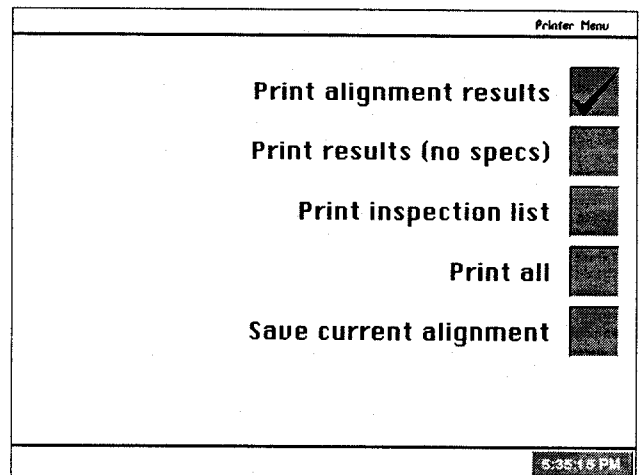 Printer Menu
Print alignment results
Print results (no specs)
Print inspection list
Print all
Save current alignment
5:35:15 PM